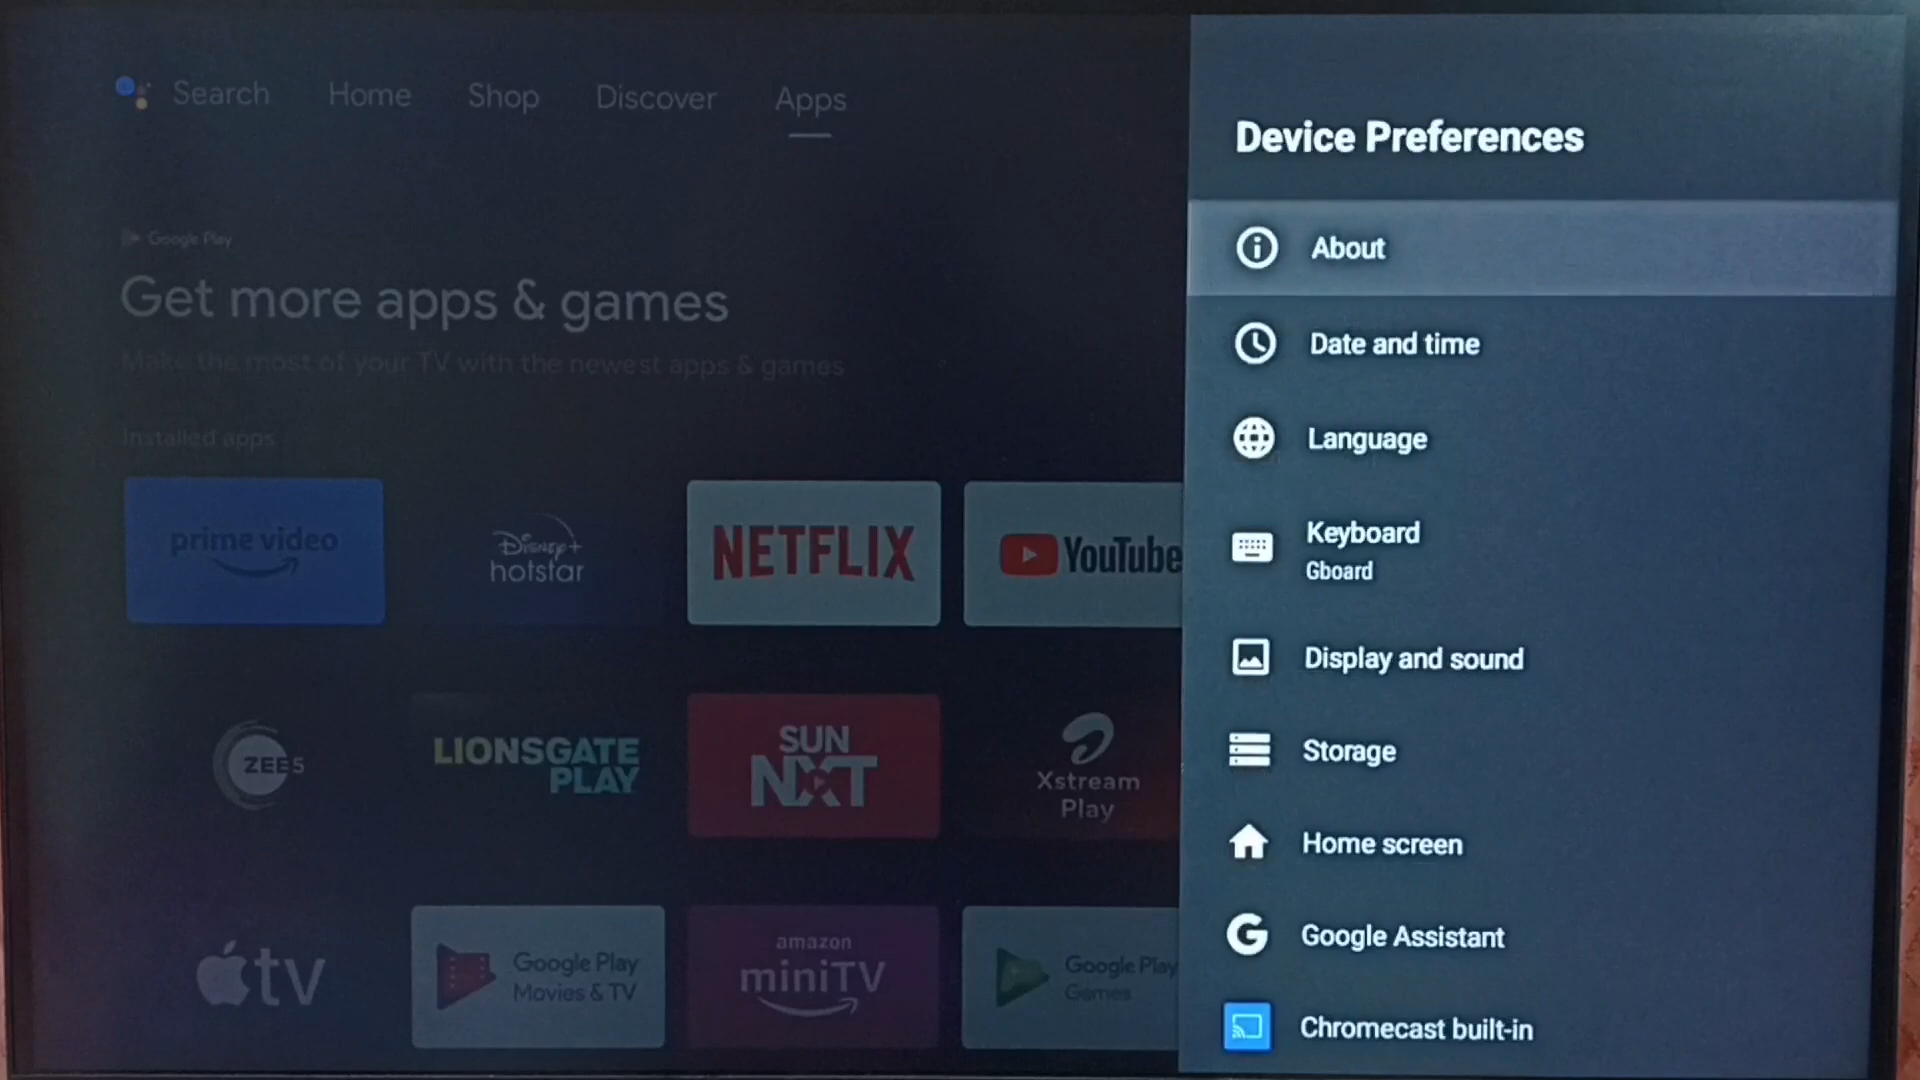 Search Home Shop Discover Apps
Google Play
Get more apps & games
Make the most of your TV with the newest apps & games
Installed apps
prime video
Disney+
hotstar
NETFLIX
YouTube
ZEE5
LIONSGATE
PLAY
SUN
NXT
Xstream
Play
tv
Google Play
Movies & TV
amazon
miniTV
Google Play
Games
Device Preferences
About
Date and time
Language
Keyboard
Gboard
Display and sound
Storage
Home screen
Google Assistant
Chromecast built-in